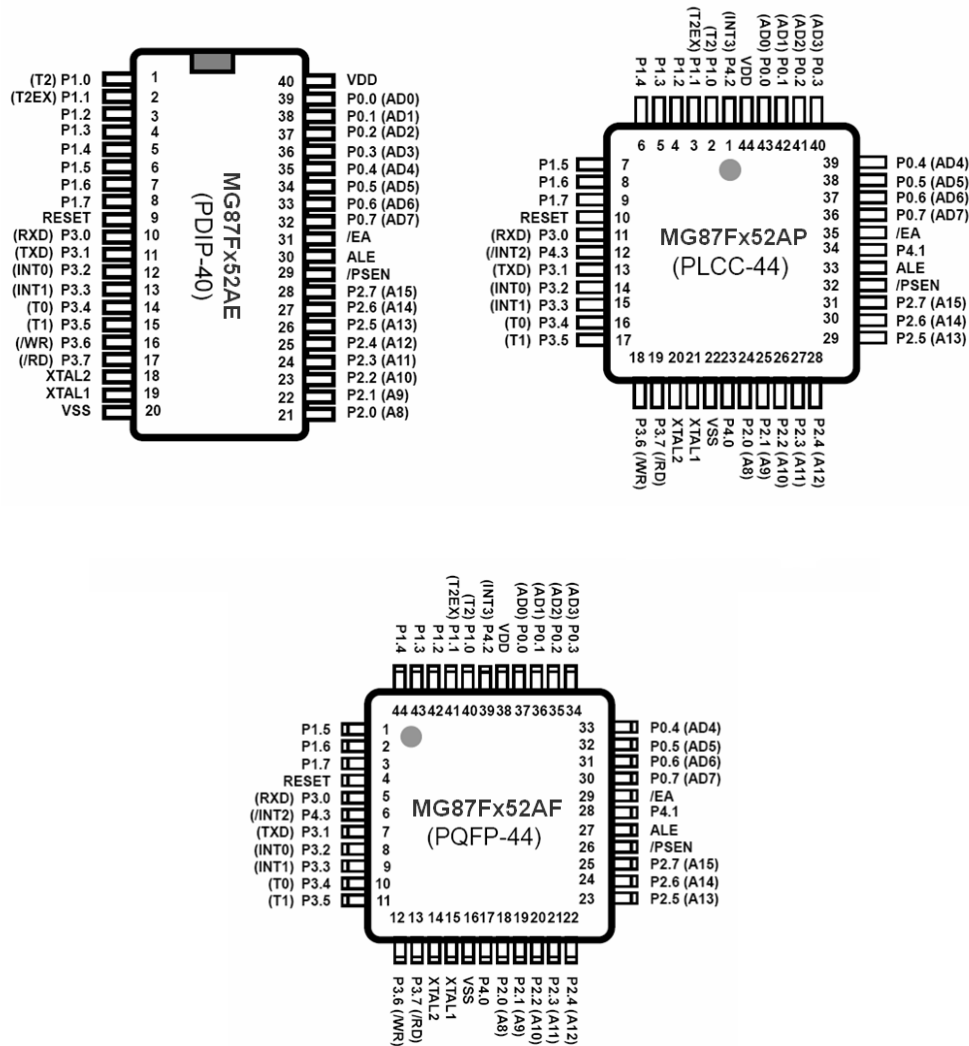 MG87Fx52AE
(PDIP-40)
(T2) P1.0 1
(T2EX) P1.1 2
P1.2 3
P1.3 4
P1.4 5
P1.5 6
P1.6 7
P1.7 8
RESET 9
(RXD) P3.0 10
(TXD) P3.1 11
(INT0) P3.2 12
(INT1) P3.3 13
(T0) P3.4 14
(T1) P3.5 15
(/WR) P3.6 16
(/RD) P3.7 17
XTAL2 18
XTAL1 19
VSS 20
40 VDD
39 P0.0 (AD0)
38 P0.1 (AD1)
37 P0.2 (AD2)
36 P0.3 (AD3)
35 P0.4 (AD4)
34 P0.5 (AD5)
33 P0.6 (AD6)
32 P0.7 (AD7)
31 /EA
30 ALE
29 /PSEN
28 P2.7 (A15)
27 P2.6 (A14)
26 P2.5 (A13)
25 P2.4 (A12)
24 P2.3 (A11)
23 P2.2 (A10)
22 P2.1 (A9)
21 P2.0 (A8)
P1.4
P1.3
P1.2
(T2EX) P1.1
(T2) P1.0
(INT3) P4.2
VDD
(AD0) P0.0
(AD1) P0.1
(AD2) P0.2
(AD3) P0.3
6 5 4 3 2 1 44 43 42 41 40
P1.5 7
P1.6 8
P1.7 9
RESET 10
(RXD) P3.0 11
(/INT2) P4.3 12
(TXD) P3.1 13
(INT0) P3.2 14
(INT1) P3.3 15
(T0) P3.4 16
(T1) P3.5 17
MG87Fx52AP
(PLCC-44)
39 P0.4 (AD4)
38 P0.5 (AD5)
37 P0.6 (AD6)
36 P0.7 (AD7)
35 /EA
34 P4.1
33 ALE
32 /PSEN
31 P2.7 (A15)
30 P2.6 (A14)
29 P2.5 (A13)
18 19 20 21 22 23 24 25 26 27 28
P3.6 (/WR)
P3.7 (/RD)
XTAL2
XTAL1
VSS
P4.0
P2.0 (A8)
P2.1 (A9)
P2.2 (A10)
P2.3 (A11)
P2.4 (A12)
P1.4
P1.3
P1.2
(T2EX) P1.1
(T2) P1.0
(INT3) P4.2
VDD
(AD0) P0.0
(AD1) P0.1
(AD2) P0.2
(AD3) P0.3
44 43 42 41 40 39 38 37 36 35 34
P1.5 1
P1.6 2
P1.7 3
RESET 4
(RXD) P3.0 5
(/INT2) P4.3 6
(TXD) P3.1 7
(INT0) P3.2 8
(INT1) P3.3 9
(T0) P3.4 10
(T1) P3.5 11
MG87Fx52AF
(PQFP-44)
33 P0.4 (AD4)
32 P0.5 (AD5)
31 P0.6 (AD6)
30 P0.7 (AD7)
29 /EA
28 P4.1
27 ALE
26 /PSEN
25 P2.7 (A15)
24 P2.6 (A14)
23 P2.5 (A13)
12 13 14 15 16 17 18 19 20 21 22
P3.6 (/WR)
P3.7 (/RD)
XTAL2
XTAL1
VSS
P4.0
P2.0 (A8)
P2.1 (A9)
P2.2 (A10)
P2.3 (A11)
P2.4 (A12)